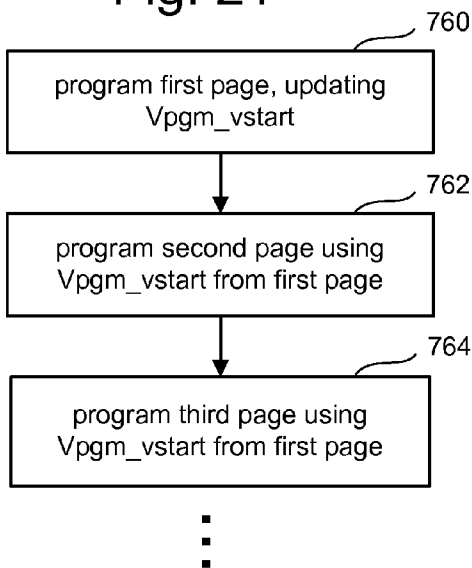 760
program first page, updating
Vpgm_vstart
762
program second page using
Vpgm_vstart from first page
764
program third page using
Vpgm_vstart from first page